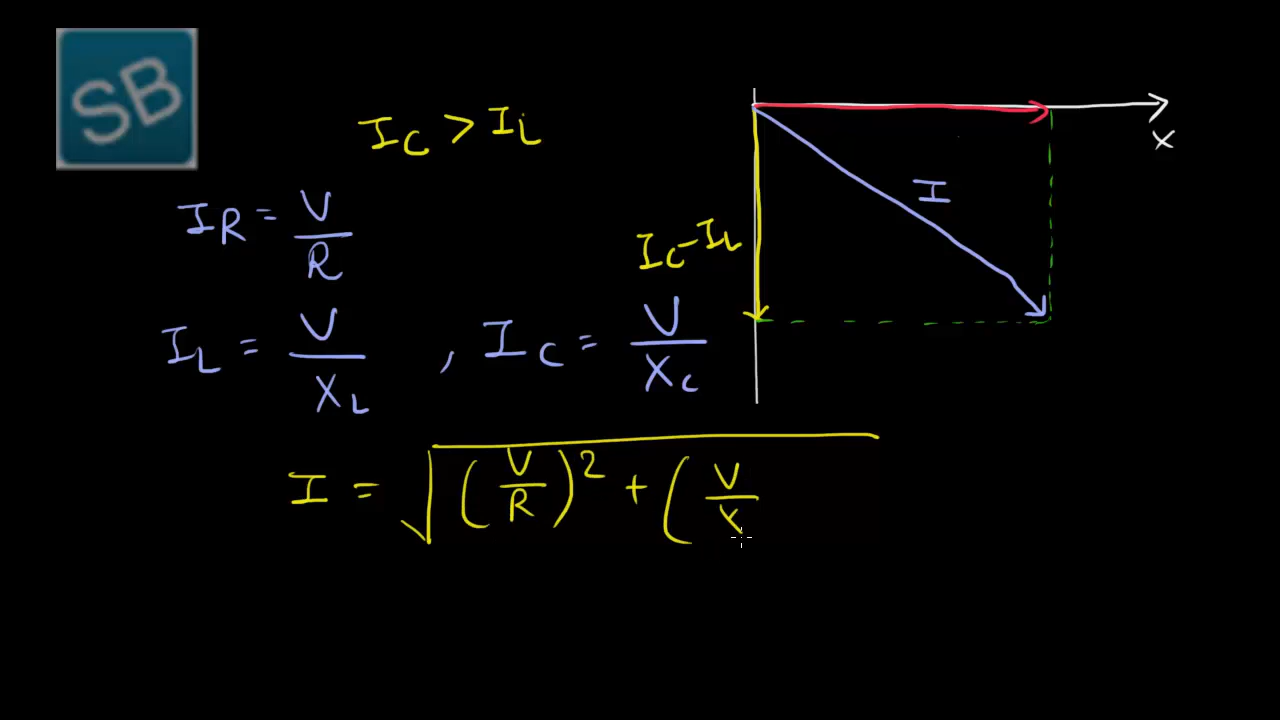 SB
I_C > I_L
x
I
I_R = V/R
I_C - I_L
I_L = V/X_L , I_C = V/X_C
I = √(V/R)² + (V/X